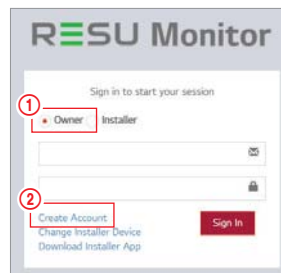 RESU Monitor
Sign in to start your session
1
Owner Installer
2
Create Account
Sign In
Change Installer Device
Download Installer App